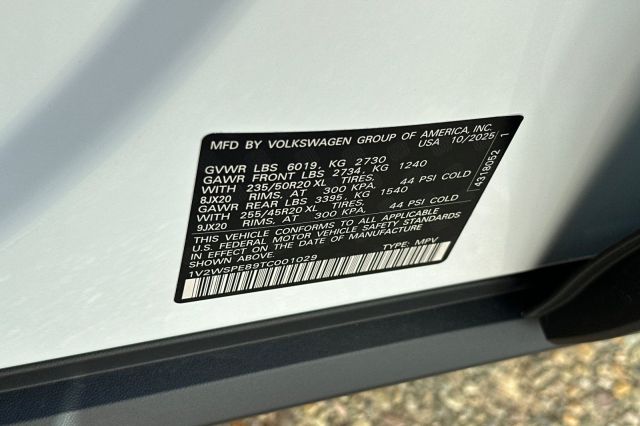 MFD BY VOLKSWAGEN GROUP OF AMERICA, INC.
USA 10/2025
GVWR LBS 6019, KG 2730
GAWR FRONT LBS 2734, KG 1240
235/50R20 XL TIRES. 44 PSI COLD
8JX20 RIMS. AT 300 KPA.
GAWR REAR LBS 3395, KG 1540
255/45R20 XL TIRES. 44 PSI COLD
9JX20 RIMS. AT 300 KPA.
THIS VEHICLE CONFORMS TO ALL APPLICABLE
U.S. FEDERAL MOTOR VEHICLE SAFETY STANDARDS
IN EFFECT ON THE DATE OF MANUFACTURE
SHOWN ABOVE. TYPE: MPV
1V2WSPE89TC001029
4318052 1